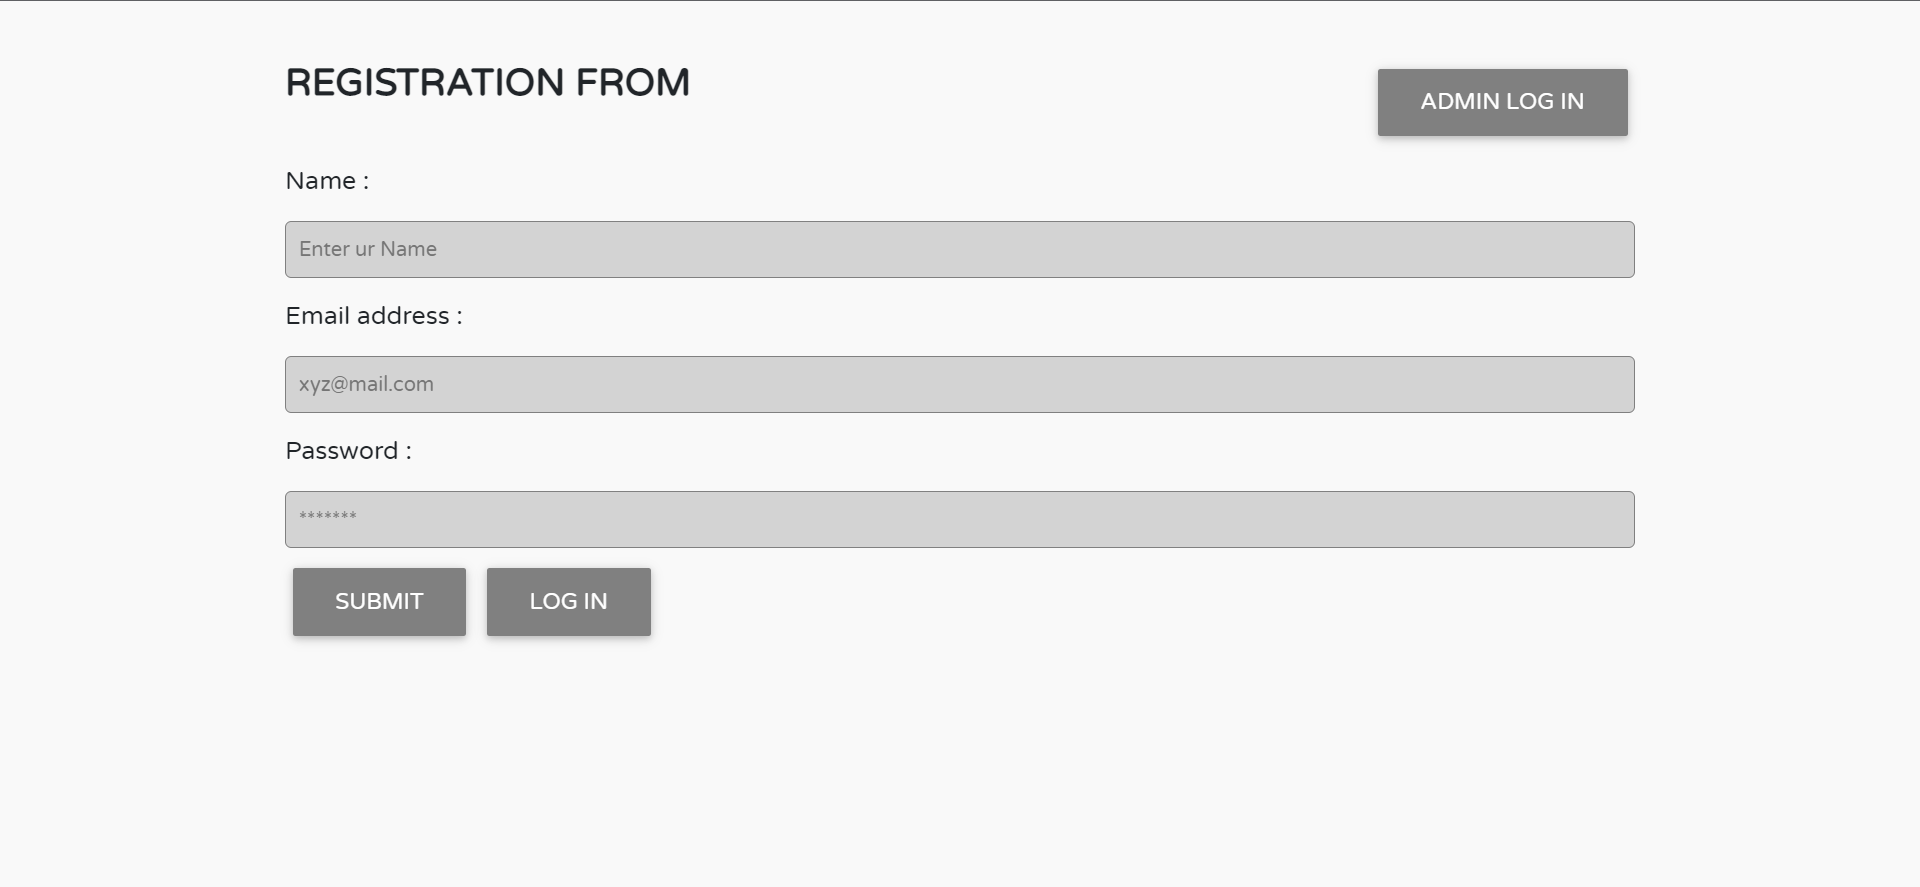 REGISTRATION FROM
ADMIN LOG IN
Name :
Enter ur Name
Email address :
xyz@mail.com
Password :
*******
SUBMIT LOG IN